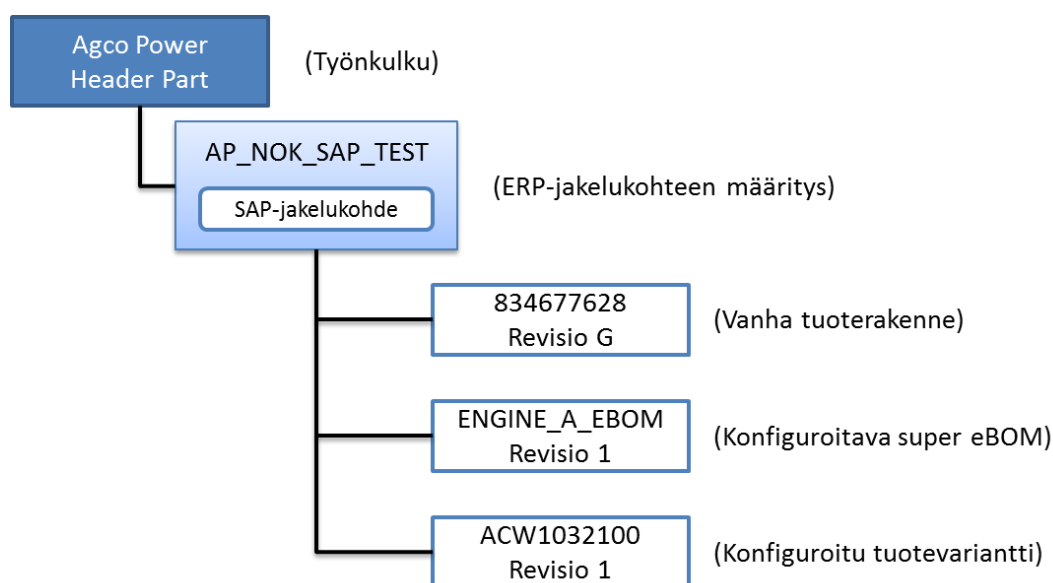 Agco Power
Header Part
(Työnkulku)
AP_NOK_SAP_TEST
SAP-jakelukohde
(ERP-jakelukohteen määritys)
834677628
Revisio G
(Vanha tuoterakenne)
ENGINE_A_EBOM
Revisio 1
(Konfiguroitava super eBOM)
ACW1032100
Revisio 1
(Konfiguroitu tuotevariantti)